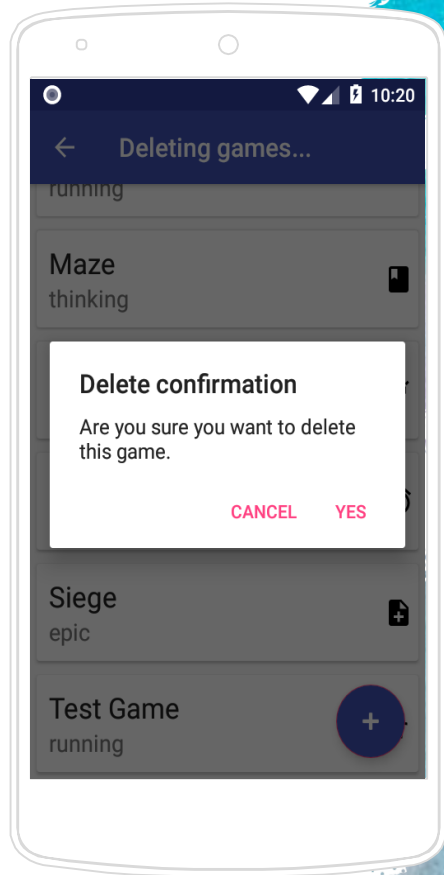 10:20
Deleting games...
running
Maze
thinking
Delete confirmation
Are you sure you want to delete
this game.
CANCEL YES
Siege
epic
Test Game
running